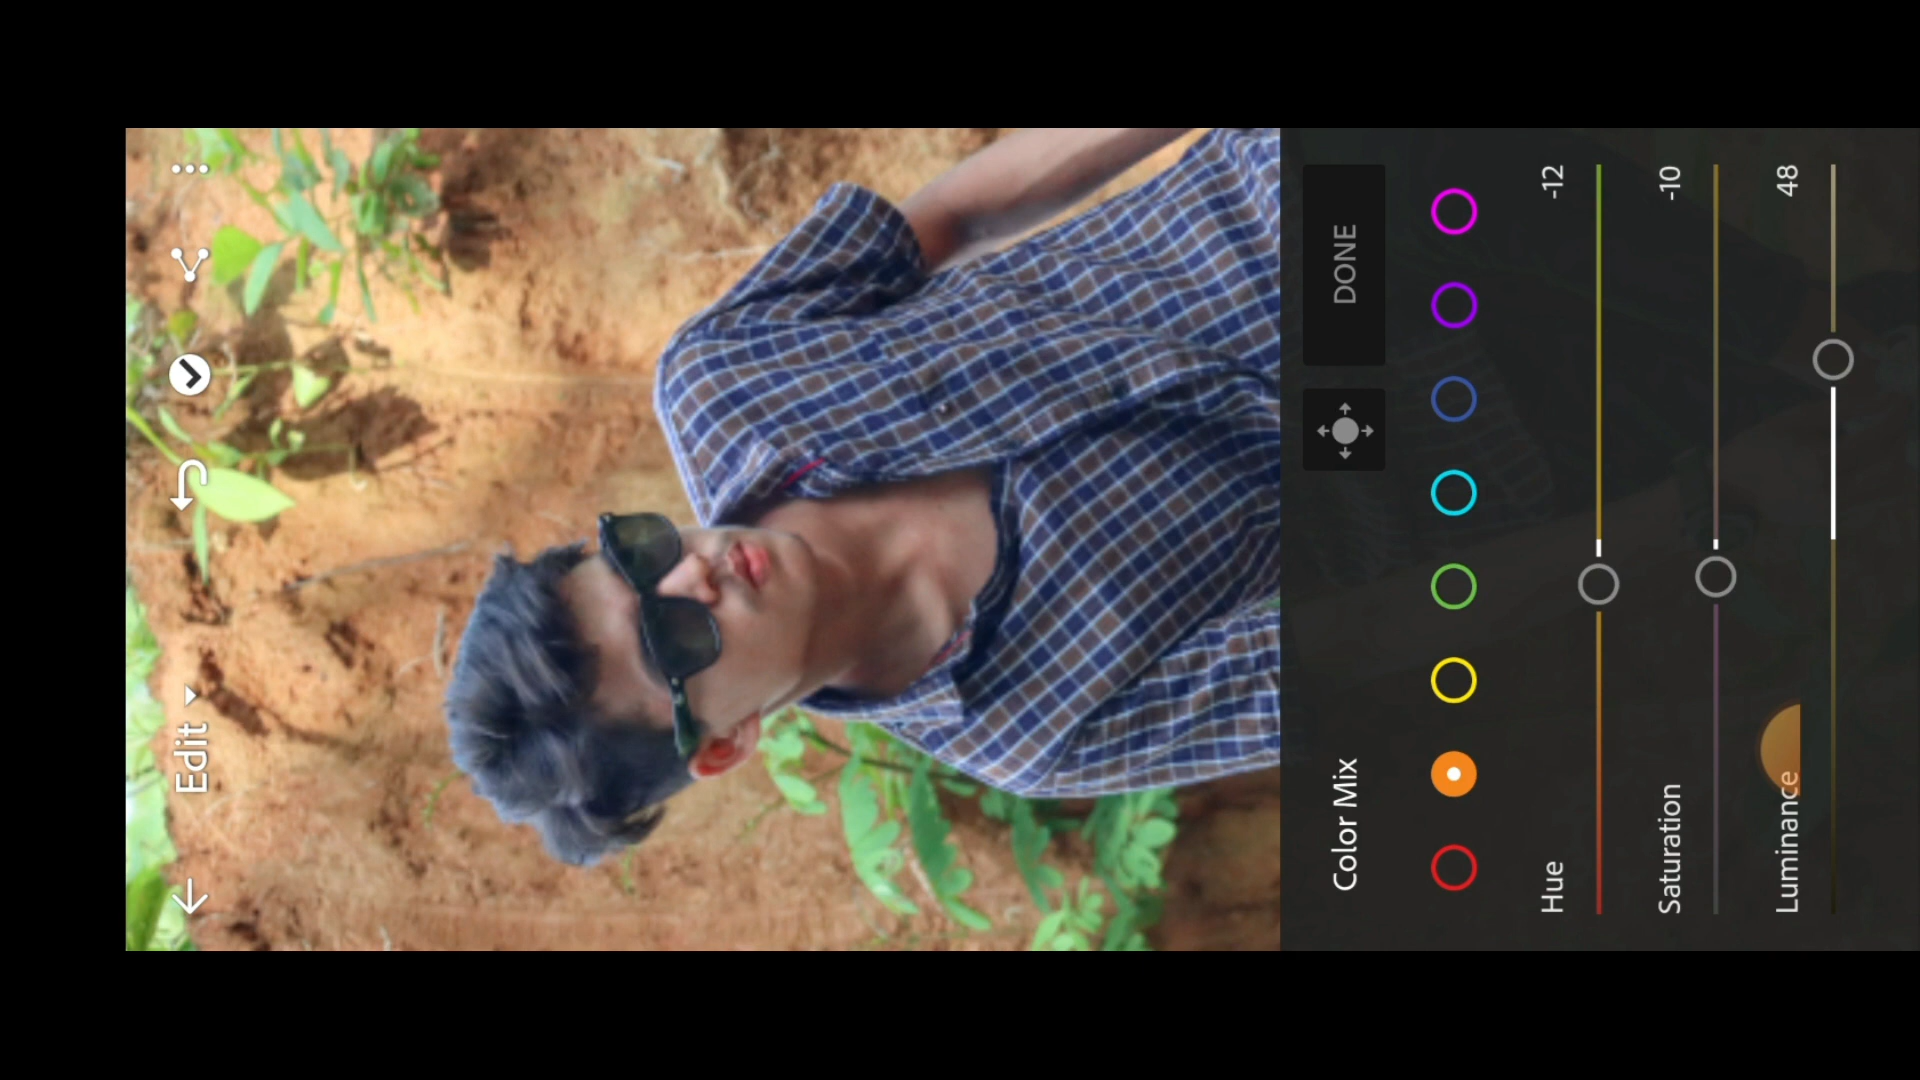 Edit
Color Mix
DONE
Hue
-12
Saturation
-10
Luminance
48